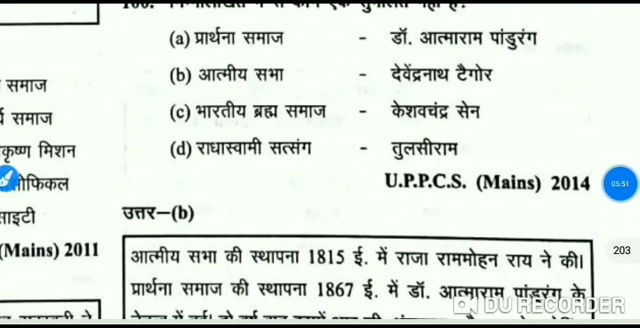 (a) प्रार्थना समाज - डॉ. आत्माराम पांडुरंग
(b) आत्मीय सभा - देवेंद्रनाथ टैगोर
(c) भारतीय ब्रह्म समाज - केशवचंद्र सेन
(d) राधास्वामी सत्संग - तुलसीराम
U.P.P.C.S. (Mains) 2014
उत्तर–(b)
आत्मीय सभा की स्थापना 1815 ई. में राजा राममोहन राय ने की।
प्रार्थना समाज की स्थापना 1867 ई. में डॉ. आत्माराम पांडुरंग के
समाज
समाज
मिशन
(Mains) 2011
05:51
203
DU RECORDER